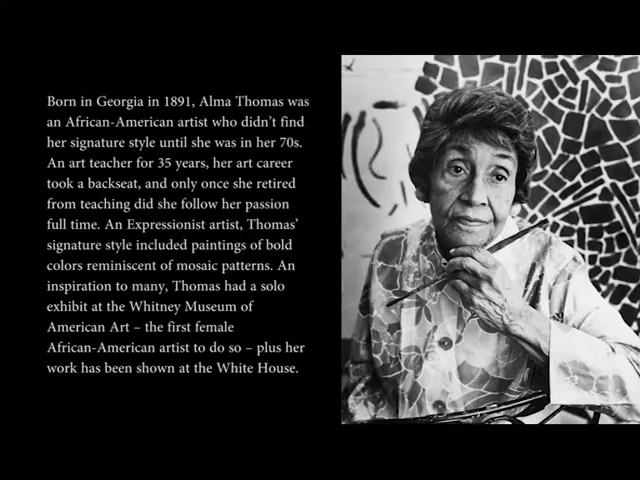 Born in Georgia in 1891, Alma Thomas was
an African-American artist who didn’t find
her signature style until she was in her 70s.
An art teacher for 35 years, her art career
took a backseat, and only once she retired
from teaching did she follow her passion
full time. An Expressionist artist, Thomas’
signature style included paintings of bold
colors reminiscent of mosaic patterns. An
inspiration to many, Thomas had a solo
exhibit at the Whitney Museum of
American Art – the first female
African-American artist to do so – plus her
work has been shown at the White House.